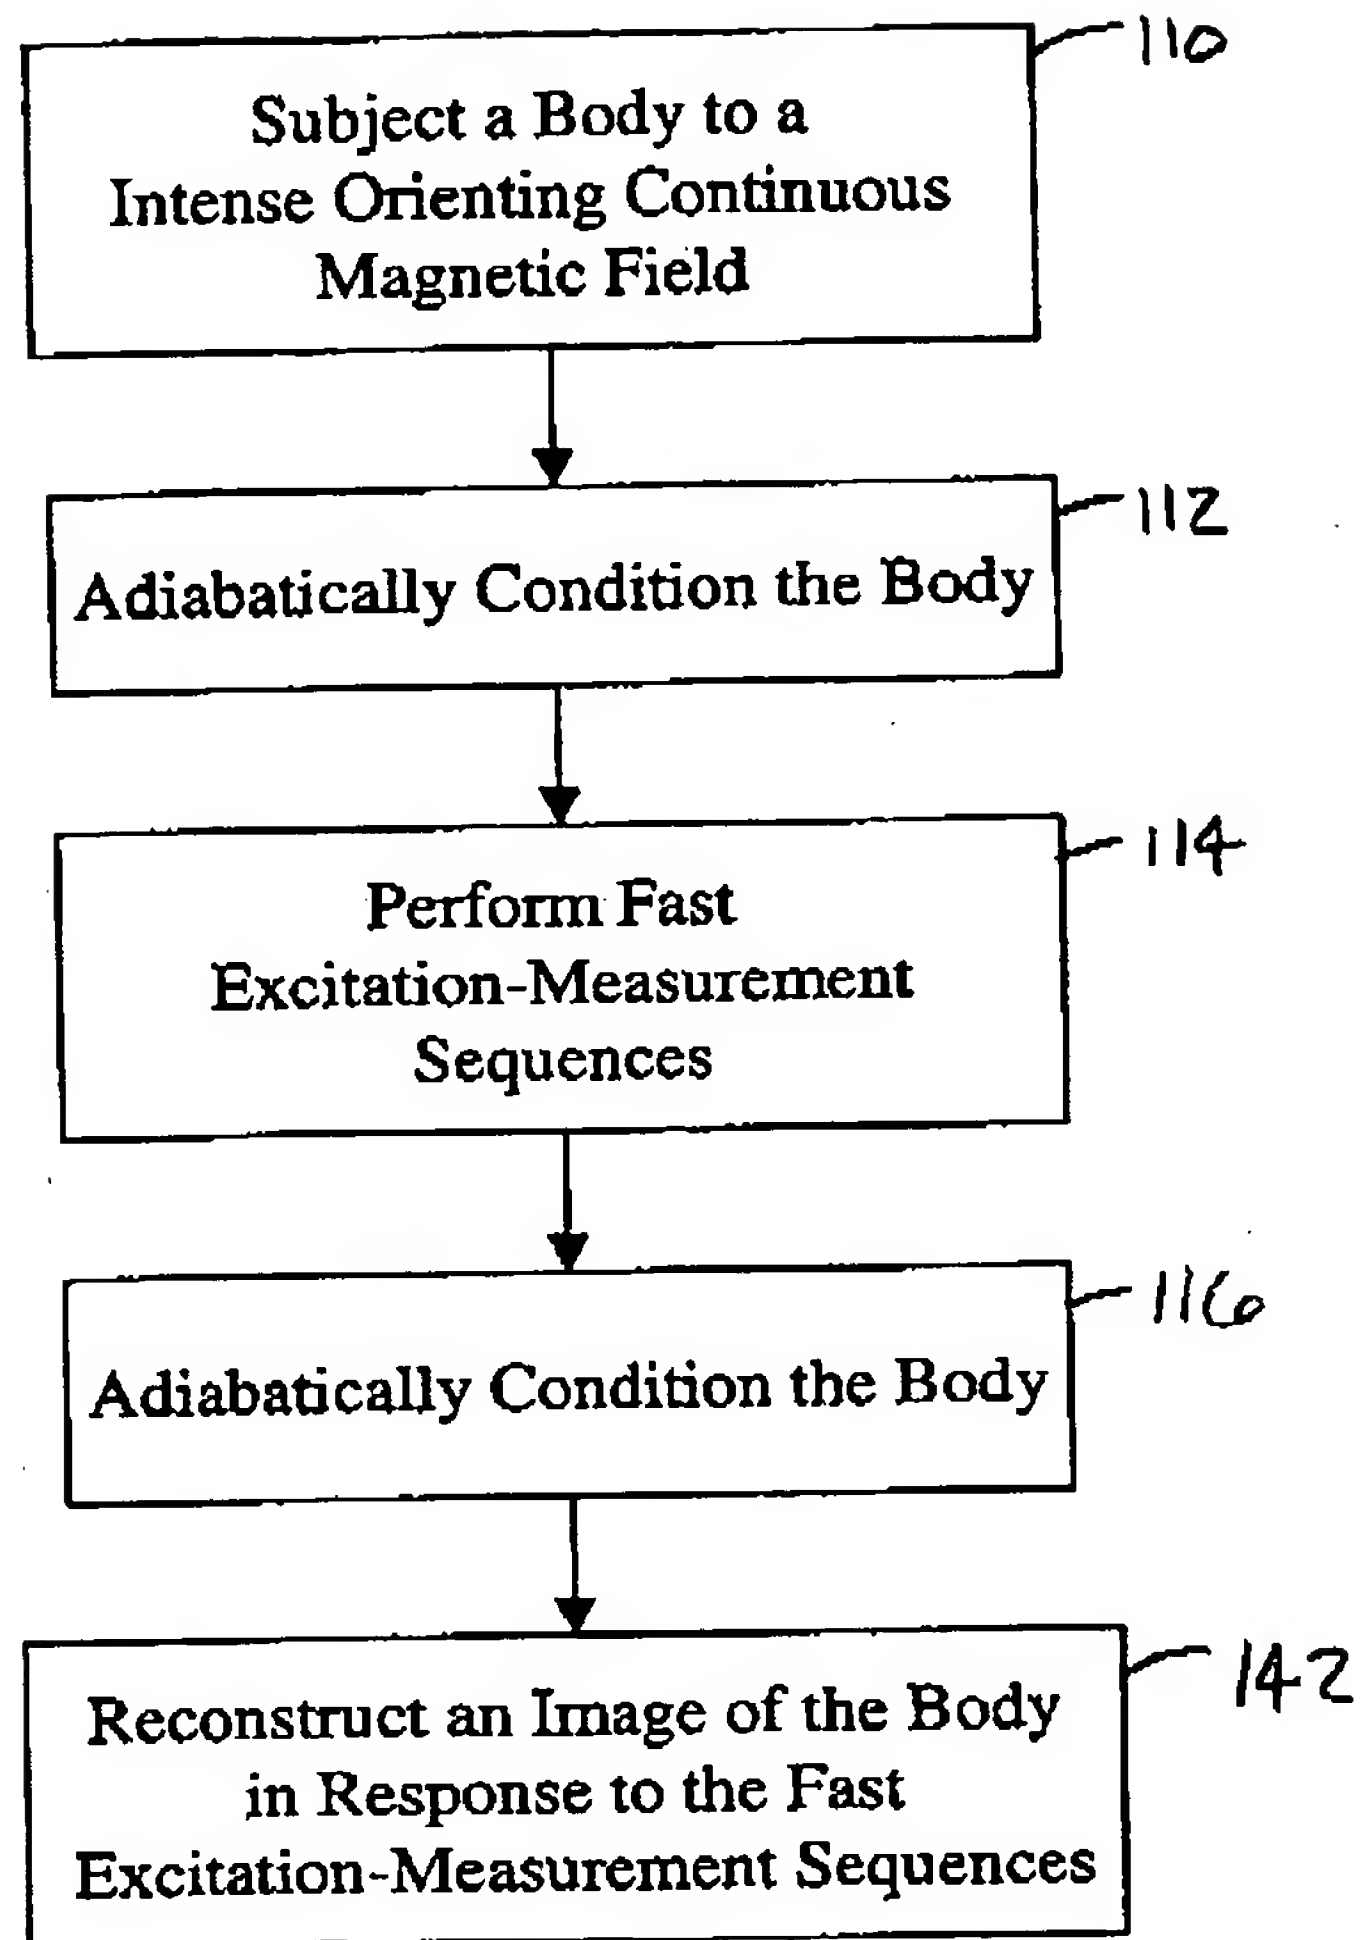 110
Subject a Body to a
Intense Orienting Continuous
Magnetic Field
112
Adiabatically Condition the Body
114
Perform Fast
Excitation-Measurement
Sequences
116
Adiabatically Condition the Body
142
Reconstruct an Image of the Body
in Response to the Fast
Excitation-Measurement Sequences